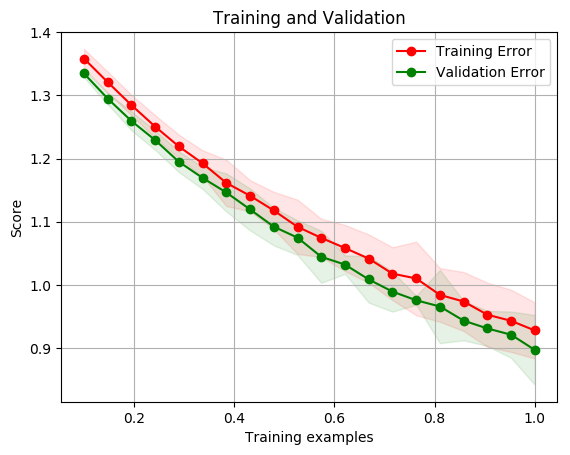 Training and Validation
1.4
1.3
1.2
1.1
1.0
0.9
Score
Training Error
Validation Error
0.2 0.4 0.6 0.8 1.0
Training examples